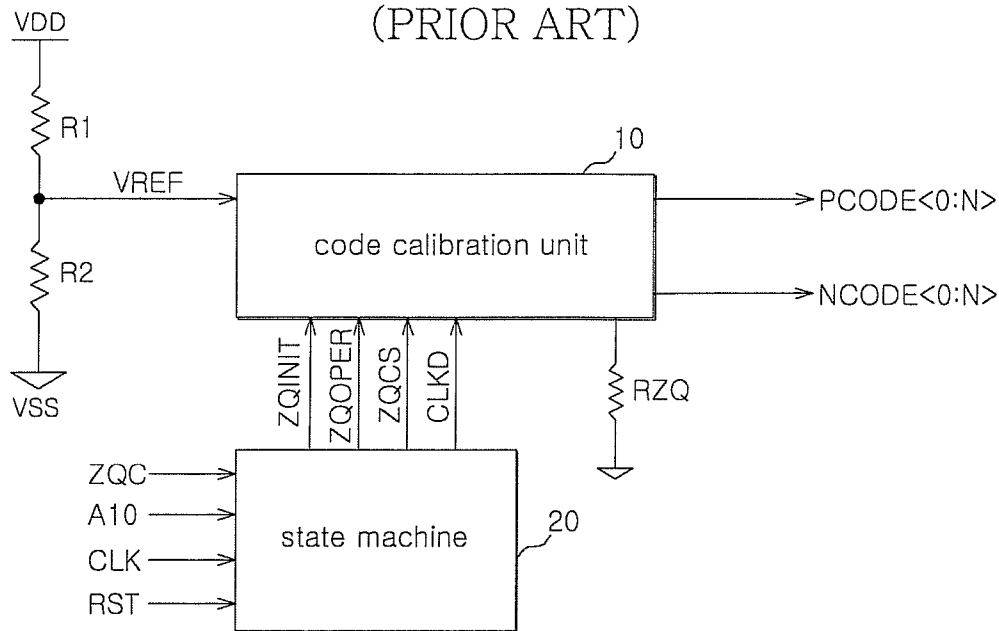 (PRIOR ART)
VDD
R1
VREF
R2
VSS
10
code calibration unit
PCODE<0:N>
NCODE<0:N>
ZQINIT
ZQOPER
ZQCS
CLKD
RZQ
ZQC
A10
CLK
RST
state machine
20